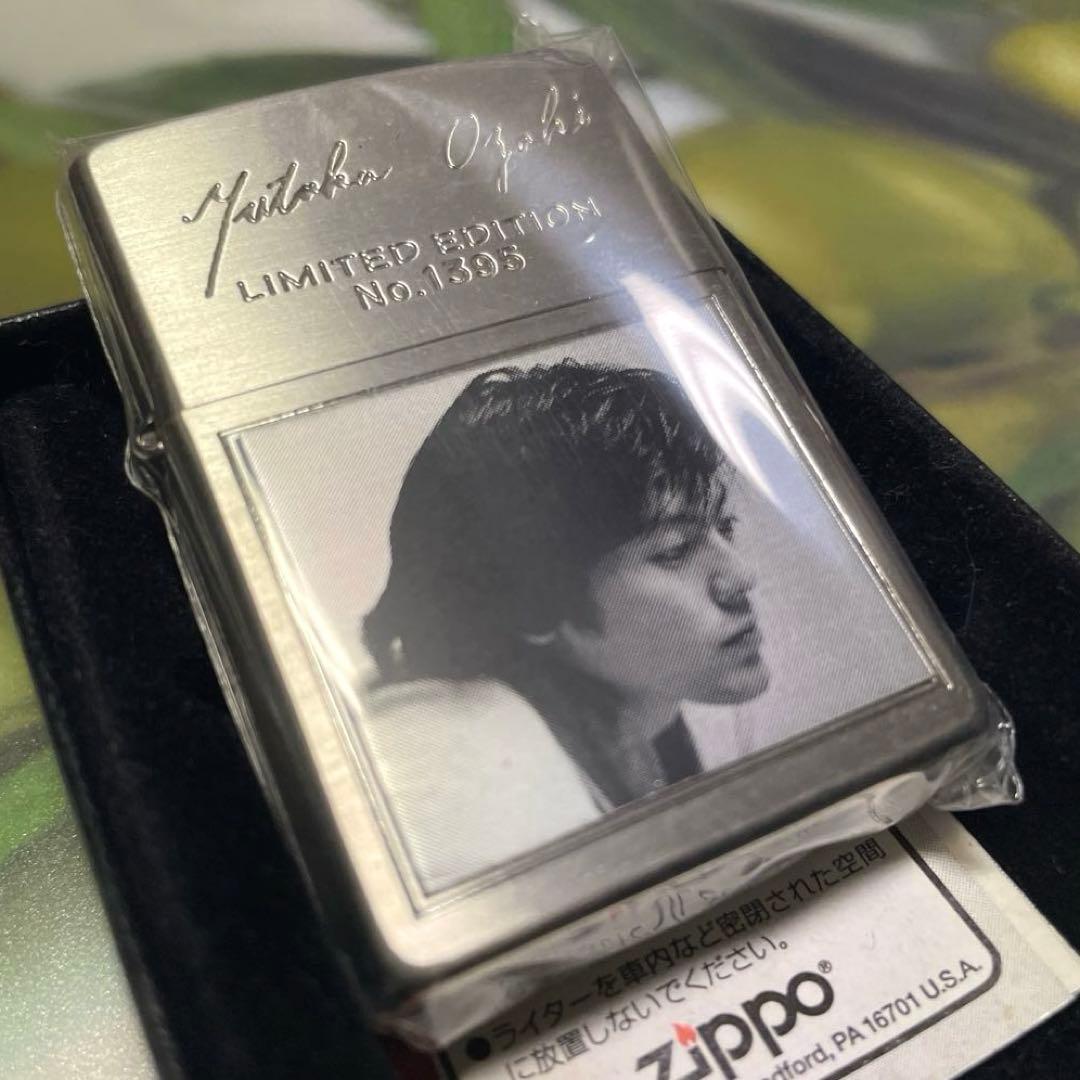 Yutaka Ozaki
LIMITED EDITION
No.1395
●ライターを車内など密閉された空間
に放置しないでください。
zippo®
dford, PA 16701 U.S.A.